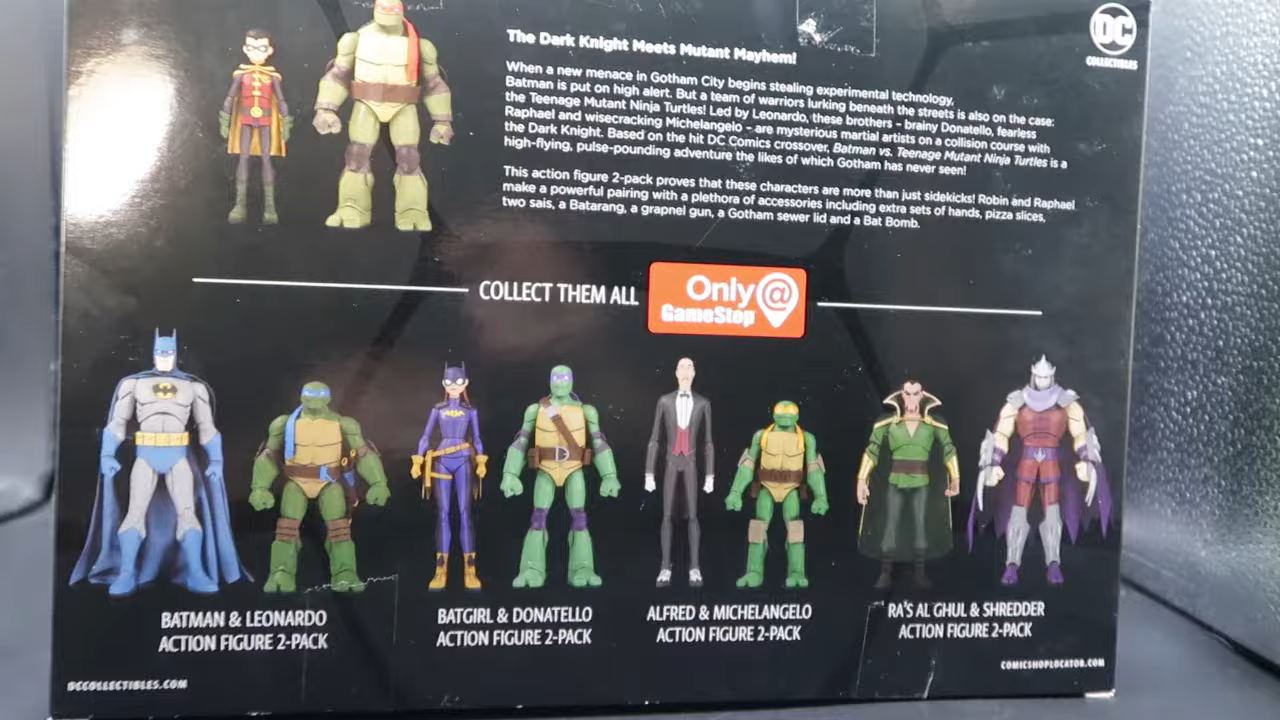 DC
COLLECTIBLES
The Dark Knight Meets Mutant Mayhem!
When a new menace in Gotham City begins stealing experimental technology,
Batman is put on high alert. But a team of warriors lurking beneath the streets is also on the case:
the Teenage Mutant Ninja Turtles! Led by Leonardo, these brothers - brainy Donatello, fearless
Raphael and wisecracking Michelangelo - are mysterious martial artists on a collision course with
the Dark Knight. Based on the hit DC Comics crossover, Batman vs. Teenage Mutant Ninja Turtles is a
high-flying, pulse-pounding adventure the likes of which Gotham has never seen!
This action figure 2-pack proves that these characters are more than just sidekicks! Robin and Raphael
make a powerful pairing with a plethora of accessories including extra sets of hands, pizza slices,
two sais, a Batarang, a grapnel gun, a Gotham sewer lid and a Bat Bomb.
COLLECT THEM ALL
Only @
GameStop
BATMAN & LEONARDO
ACTION FIGURE 2-PACK
BATGIRL & DONATELLO
ACTION FIGURE 2-PACK
ALFRED & MICHELANGELO
ACTION FIGURE 2-PACK
RA'S AL GHUL & SHREDDER
ACTION FIGURE 2-PACK
DCCOLLECTIBLES.COM
COMICSHOPLOCATOR.COM